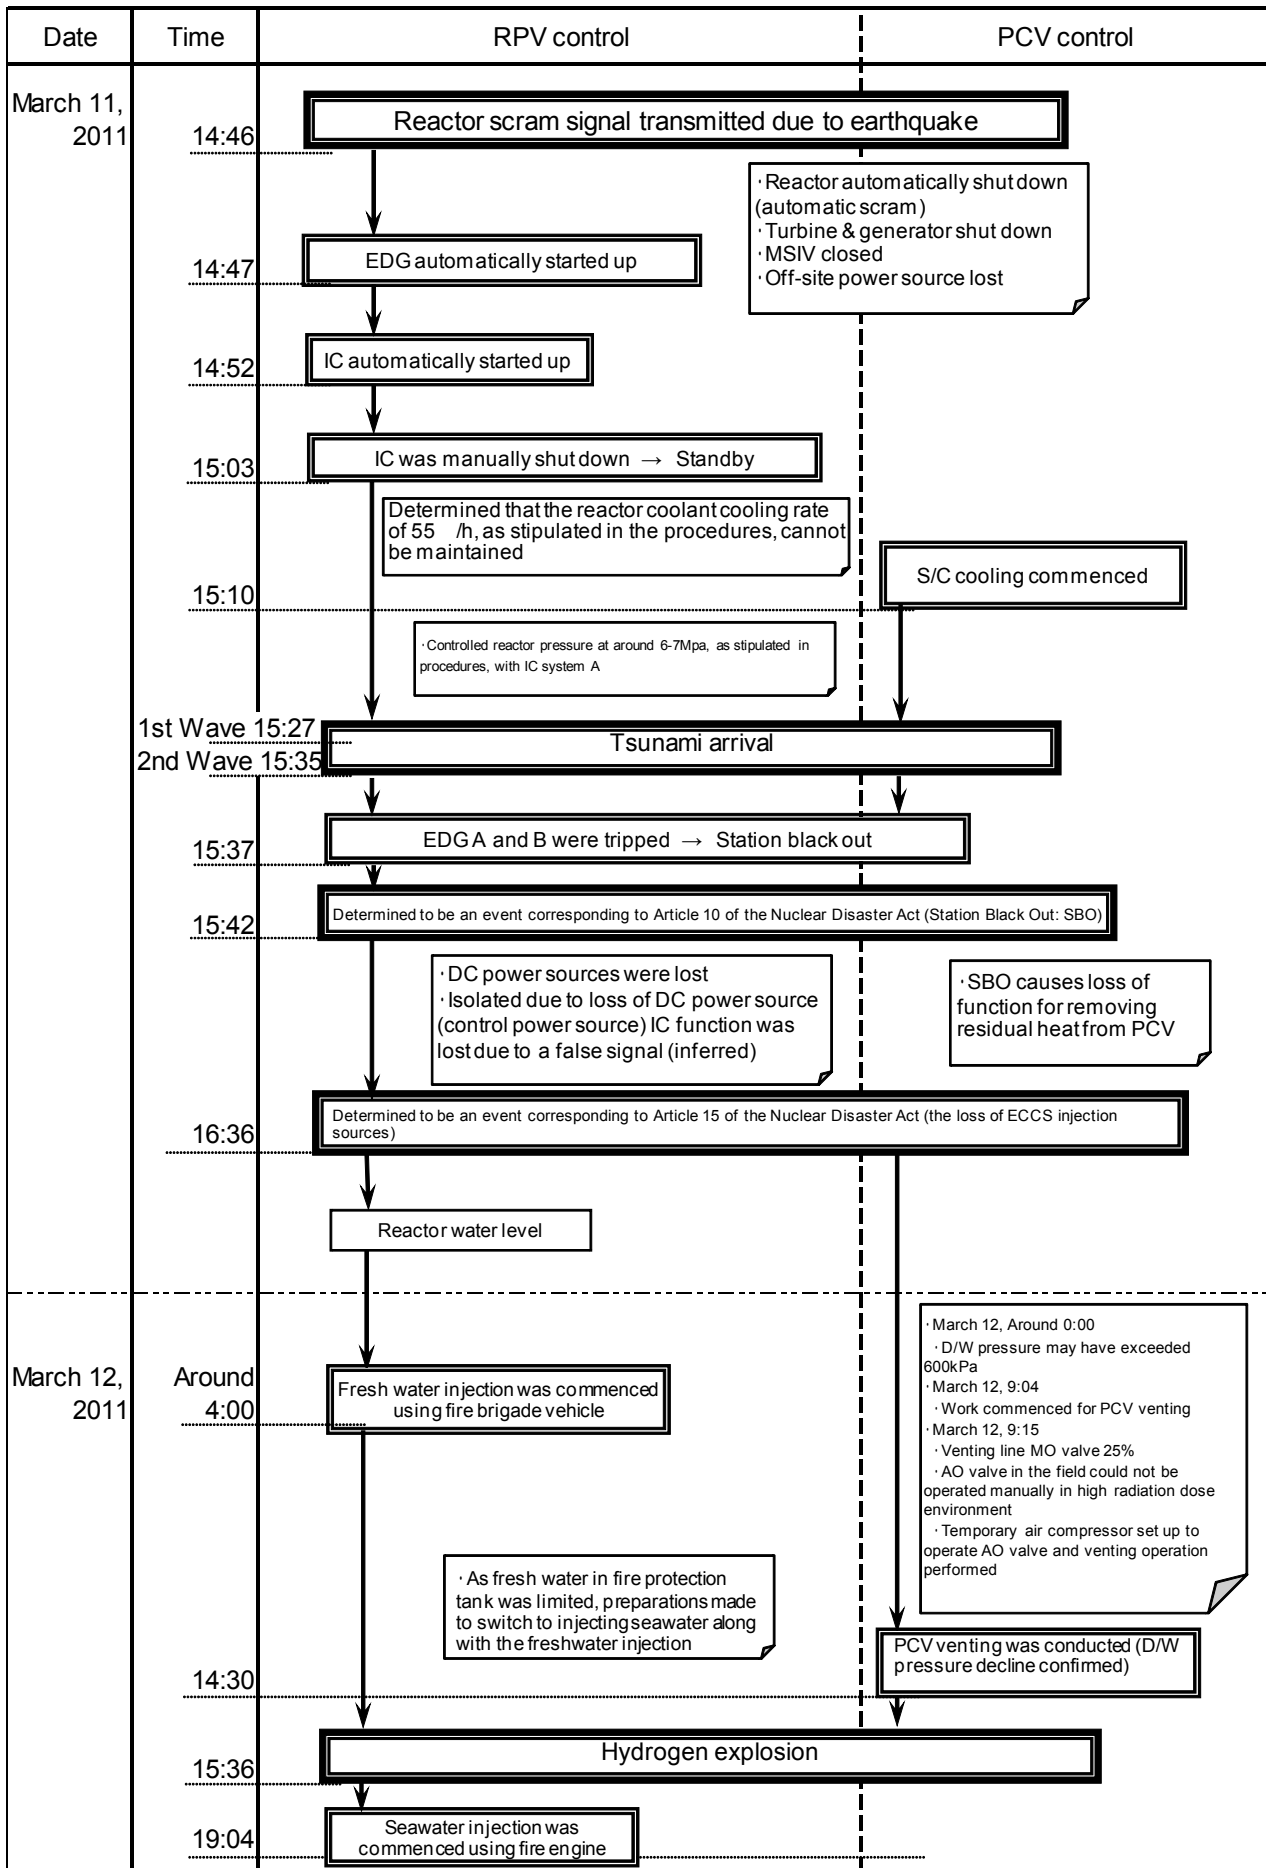 Date
Time
RPV control
PCV control
March 11,
2011
14:46
Reactor scram signal transmitted due to earthquake
·Reactor automatically shut down
(automatic scram)
·Turbine & generator shut down
·MSIV closed
·Off-site power source lost
14:47
EDG automatically started up
14:52
IC automatically started up
15:03
IC was manually shut down → Standby
Determined that the reactor coolant cooling rate
of 55 /h, as stipulated in the procedures, cannot
be maintained
15:10
S/C cooling commenced
·Controlled reactor pressure at around 6-7Mpa, as stipulated in
procedures, with IC system A
1st Wave 15:27
2nd Wave 15:35
Tsunami arrival
15:37
EDG A and B were tripped → Station black out
15:42
Determined to be an event corresponding to Article 10 of the Nuclear Disaster Act (Station Black Out: SBO)
·DC power sources were lost
·Isolated due to loss of DC power source
(control power source) IC function was
lost due to a false signal (inferred)
·SBO causes loss of
function for removing
residual heat from PCV
16:36
Determined to be an event corresponding to Article 15 of the Nuclear Disaster Act (the loss of ECCS injection
sources)
Reactor water level
·March 12, Around 0:00
·D/W pressure may have exceeded
600kPa
·March 12, 9:04
·Work commenced for PCV venting
·March 12, 9:15
·Venting line MO valve 25%
·AO valve in the field could not be
operated manually in high radiation dose
environment
·Temporary air compressor set up to
operate AO valve and venting operation
performed
March 12,
2011
Around
4:00
Fresh water injection was commenced
using fire brigade vehicle
·As fresh water in fire protection
tank was limited, preparations made
to switch to injecting seawater along
with the freshwater injection
14:30
PCV venting was conducted (D/W
pressure decline confirmed)
15:36
Hydrogen explosion
19:04
Seawater injection was
commenced using fire engine